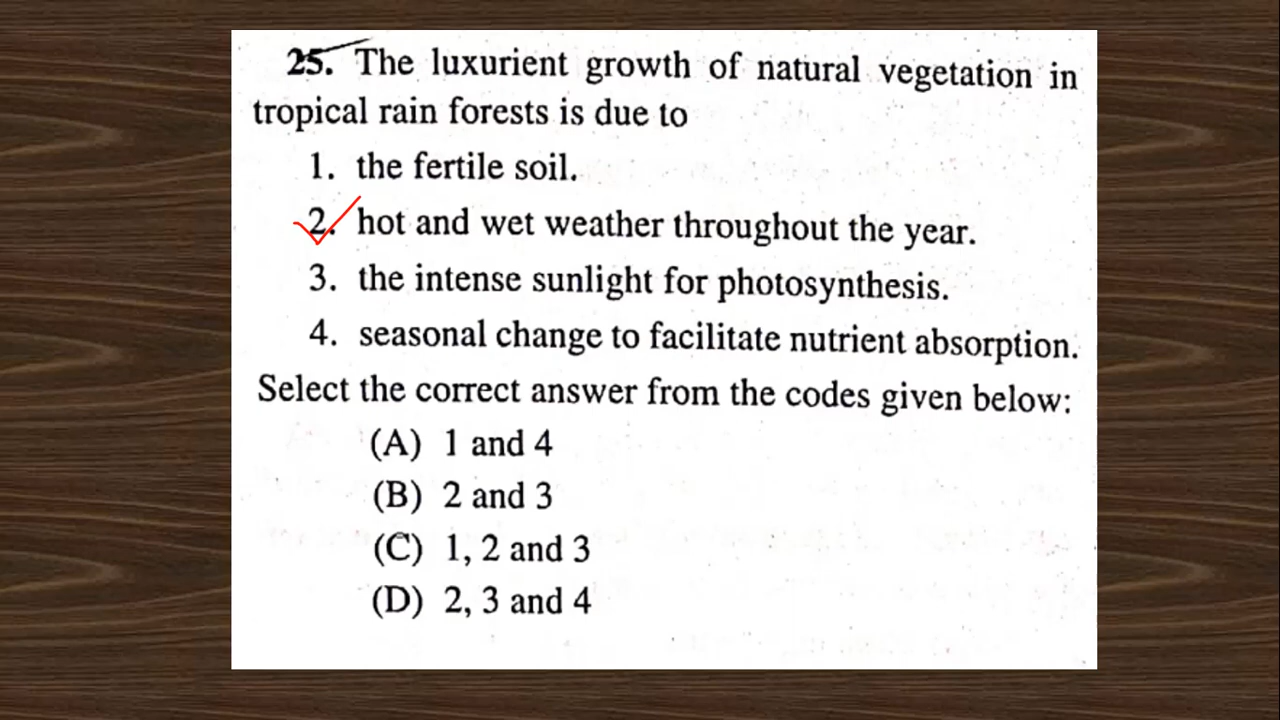 25. The luxurient growth of natural vegetation in
tropical rain forests is due to
1. the fertile soil.
2. hot and wet weather throughout the year.
3. the intense sunlight for photosynthesis.
4. seasonal change to facilitate nutrient absorption.
Select the correct answer from the codes given below:
(A) 1 and 4
(B) 2 and 3
(C) 1, 2 and 3
(D) 2, 3 and 4